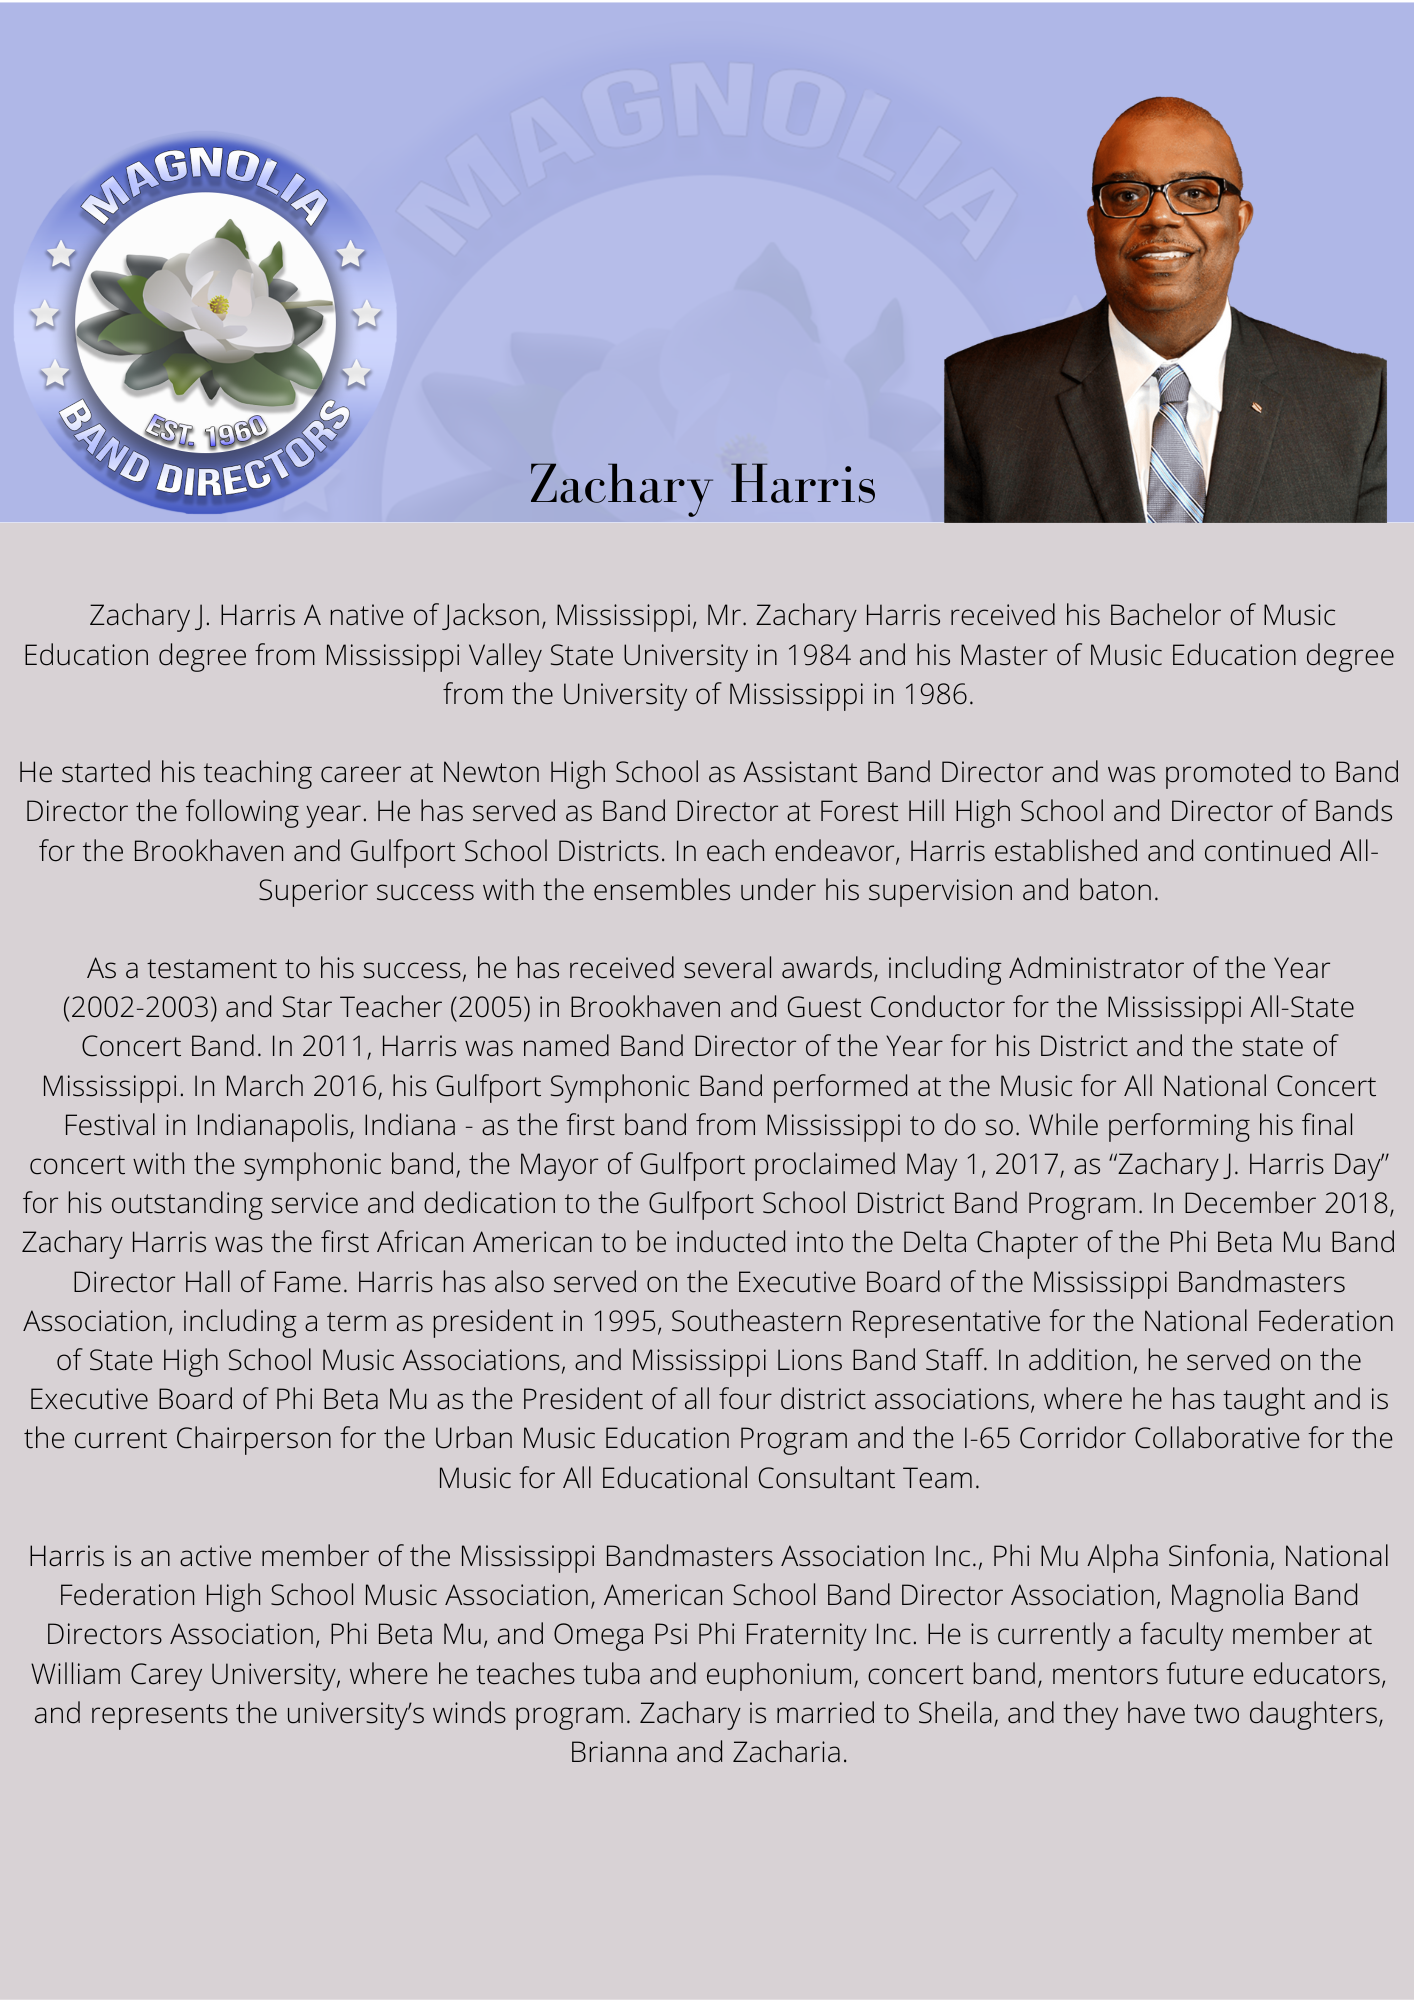 MAGNOLIA
MAGNOLIA
EST. 1960
BAND DIRECTORS
Zachary Harris
Zachary J. Harris A native of Jackson, Mississippi, Mr. Zachary Harris received his Bachelor of Music
Education degree from Mississippi Valley State University in 1984 and his Master of Music Education degree
from the University of Mississippi in 1986.
He started his teaching career at Newton High School as Assistant Band Director and was promoted to Band
Director the following year. He has served as Band Director at Forest Hill High School and Director of Bands
for the Brookhaven and Gulfport School Districts. In each endeavor, Harris established and continued All-
Superior success with the ensembles under his supervision and baton.
As a testament to his success, he has received several awards, including Administrator of the Year
(2002-2003) and Star Teacher (2005) in Brookhaven and Guest Conductor for the Mississippi All-State
Concert Band. In 2011, Harris was named Band Director of the Year for his District and the state of
Mississippi. In March 2016, his Gulfport Symphonic Band performed at the Music for All National Concert
Festival in Indianapolis, Indiana - as the first band from Mississippi to do so. While performing his final
concert with the symphonic band, the Mayor of Gulfport proclaimed May 1, 2017, as “Zachary J. Harris Day”
for his outstanding service and dedication to the Gulfport School District Band Program. In December 2018,
Zachary Harris was the first African American to be inducted into the Delta Chapter of the Phi Beta Mu Band
Director Hall of Fame. Harris has also served on the Executive Board of the Mississippi Bandmasters
Association, including a term as president in 1995, Southeastern Representative for the National Federation
of State High School Music Associations, and Mississippi Lions Band Staff. In addition, he served on the
Executive Board of Phi Beta Mu as the President of all four district associations, where he has taught and is
the current Chairperson for the Urban Music Education Program and the I-65 Corridor Collaborative for the
Music for All Educational Consultant Team.
Harris is an active member of the Mississippi Bandmasters Association Inc., Phi Mu Alpha Sinfonia, National
Federation High School Music Association, American School Band Director Association, Magnolia Band
Directors Association, Phi Beta Mu, and Omega Psi Phi Fraternity Inc. He is currently a faculty member at
William Carey University, where he teaches tuba and euphonium, concert band, mentors future educators,
and represents the university’s winds program. Zachary is married to Sheila, and they have two daughters,
Brianna and Zacharia.